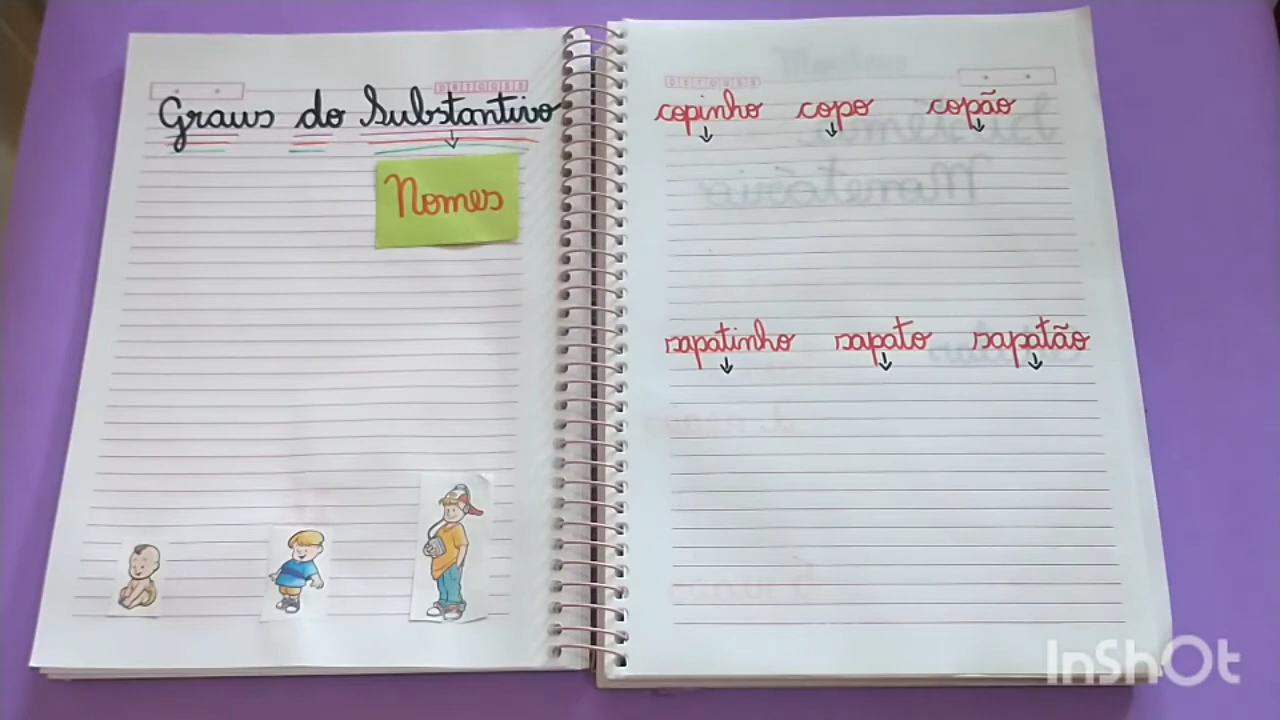 Graus do Substantivo
Nomes
copinho copo copão
sapatinho sapato sapatão
InShOt